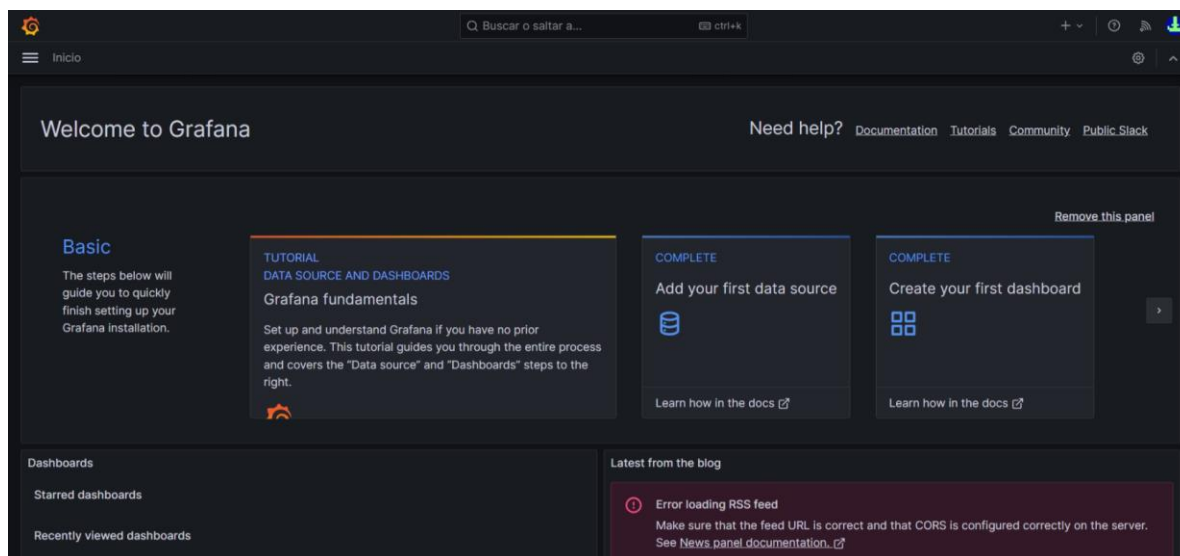 Buscar o saltar a...
ctrl+k
Inicio
Welcome to Grafana
Need help? Documentation Tutorials Community Public Slack
Remove this panel
Basic
The steps below will
guide you to quickly
finish setting up your
Grafana installation.
TUTORIAL
DATA SOURCE AND DASHBOARDS
Grafana fundamentals
Set up and understand Grafana if you have no prior
experience. This tutorial guides you through the entire process
and covers the "Data source" and "Dashboards" steps to the
right.
COMPLETE
Add your first data source
Learn how in the docs
COMPLETE
Create your first dashboard
Learn how in the docs
Dashboards
Starred dashboards
Recently viewed dashboards
Latest from the blog
Error loading RSS feed
Make sure that the feed URL is correct and that CORS is configured correctly on the server.
See News panel documentation.